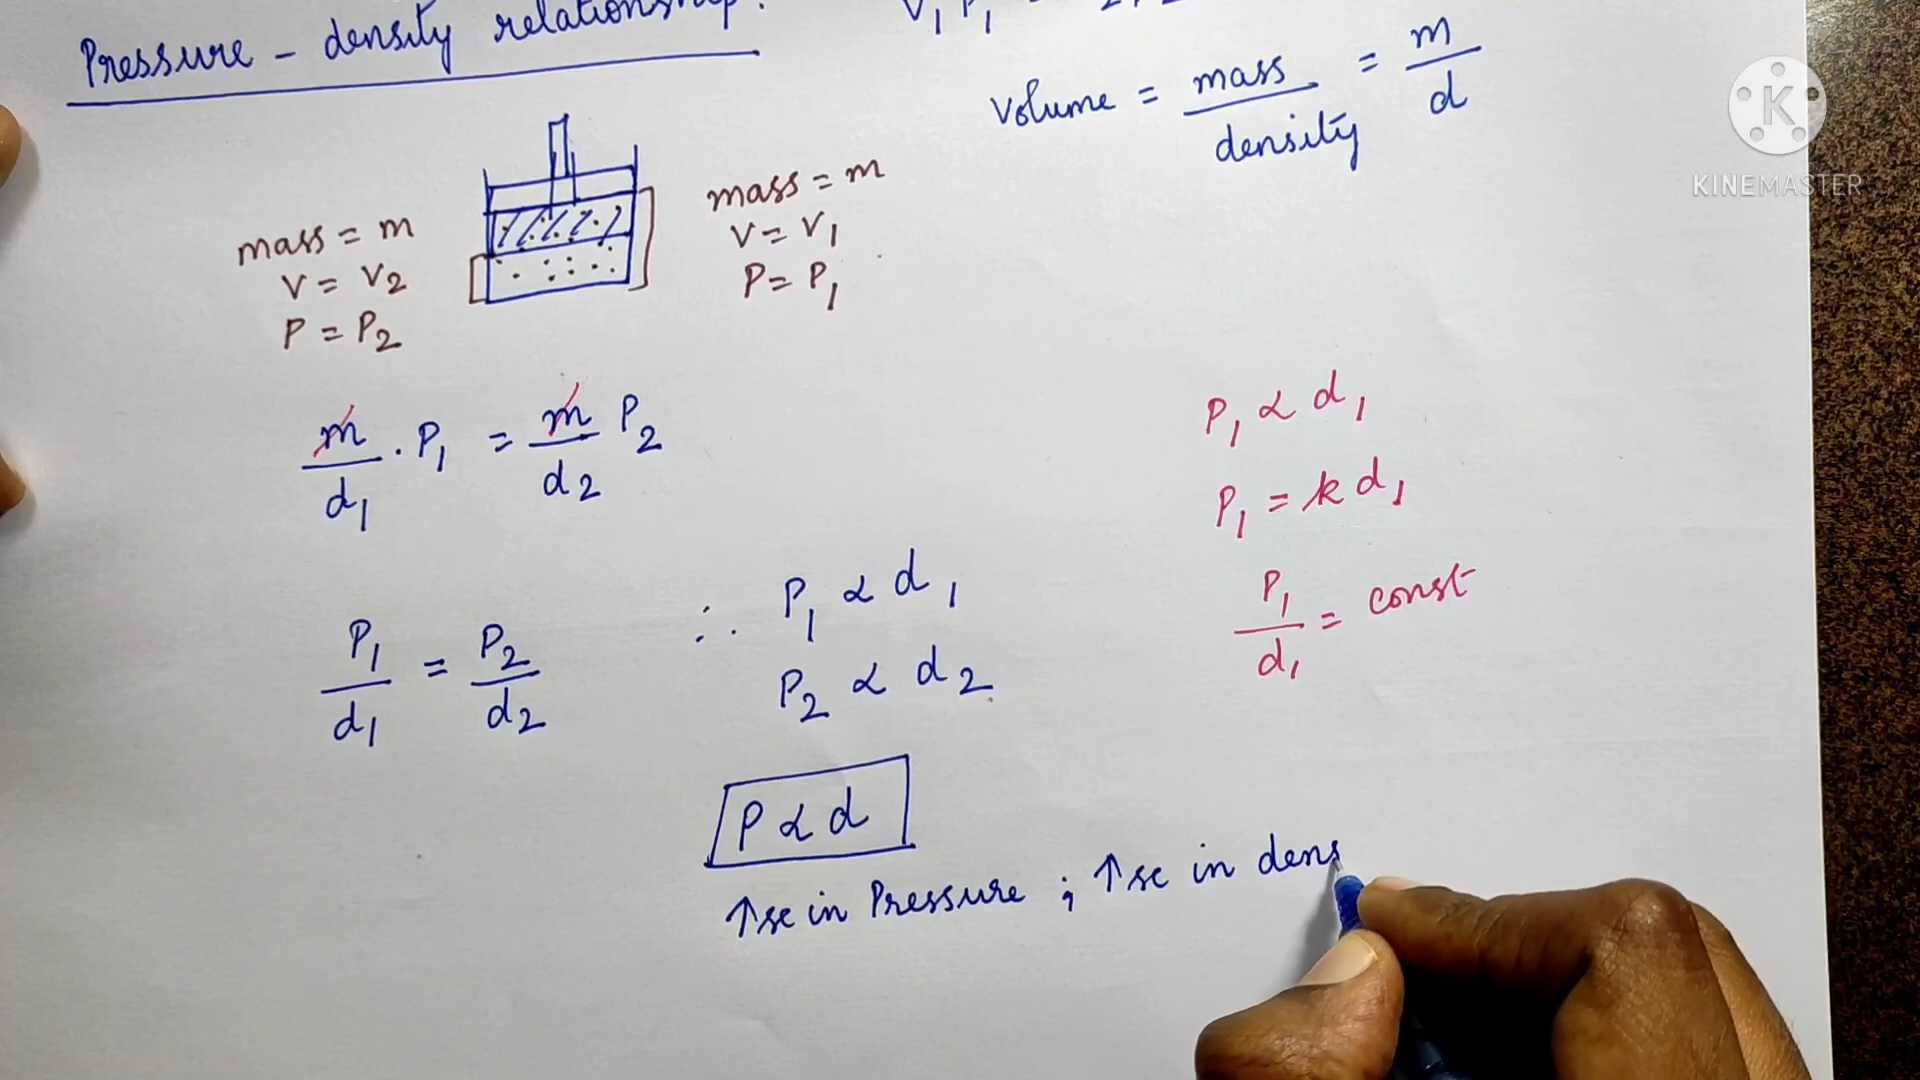 Pressure - density relationship.
V₁ P₁
Volume = mass / density = m / d
mass = m
V = V₂
P = P₂
mass = m
V = V₁
P = P₁
m/d₁ . P₁ = m/d₂ P₂
P₁/d₁ = P₂/d₂
∴ P₁ ∝ d₁
P₂ ∝ d₂
P ∝ d
↑se in Pressure ; ↑se in dens
P₁ ∝ d₁
P₁ = k d₁
P₁/d₁ = const
K
KINEMASTER